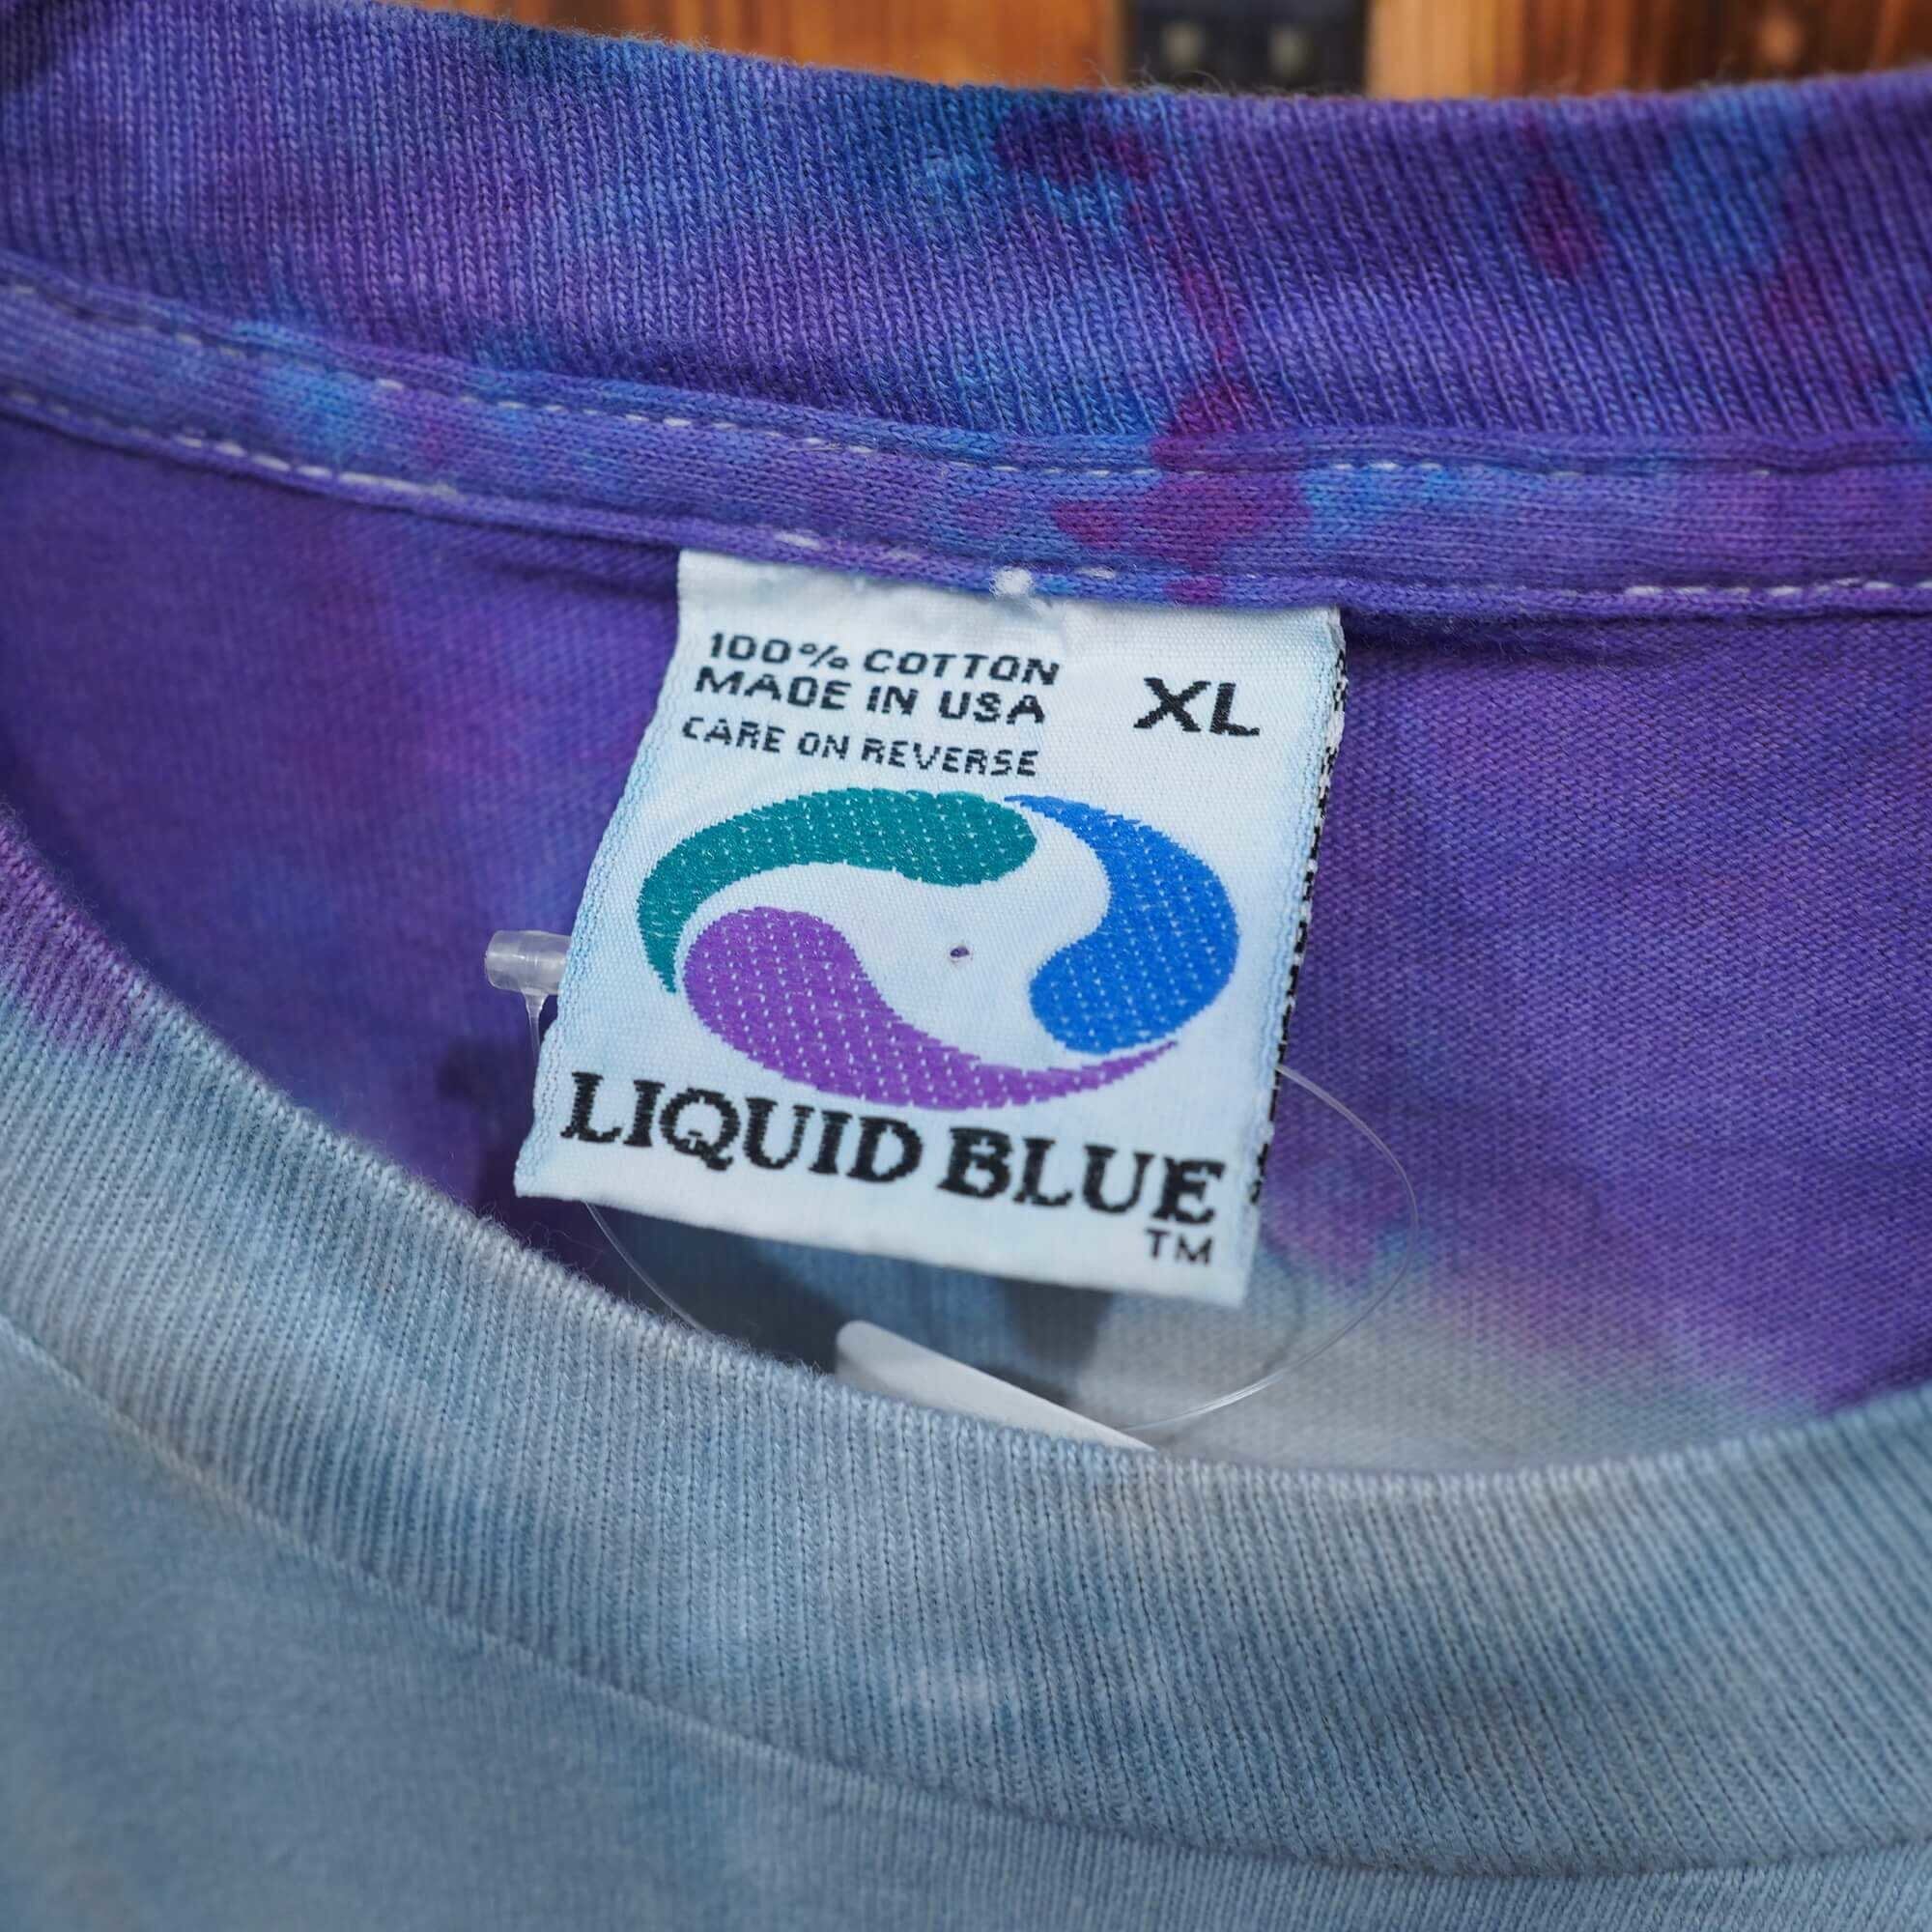 100% COTTON
MADE IN USA
XL
CARE ON REVERSE
LIQUID BLUE
TM